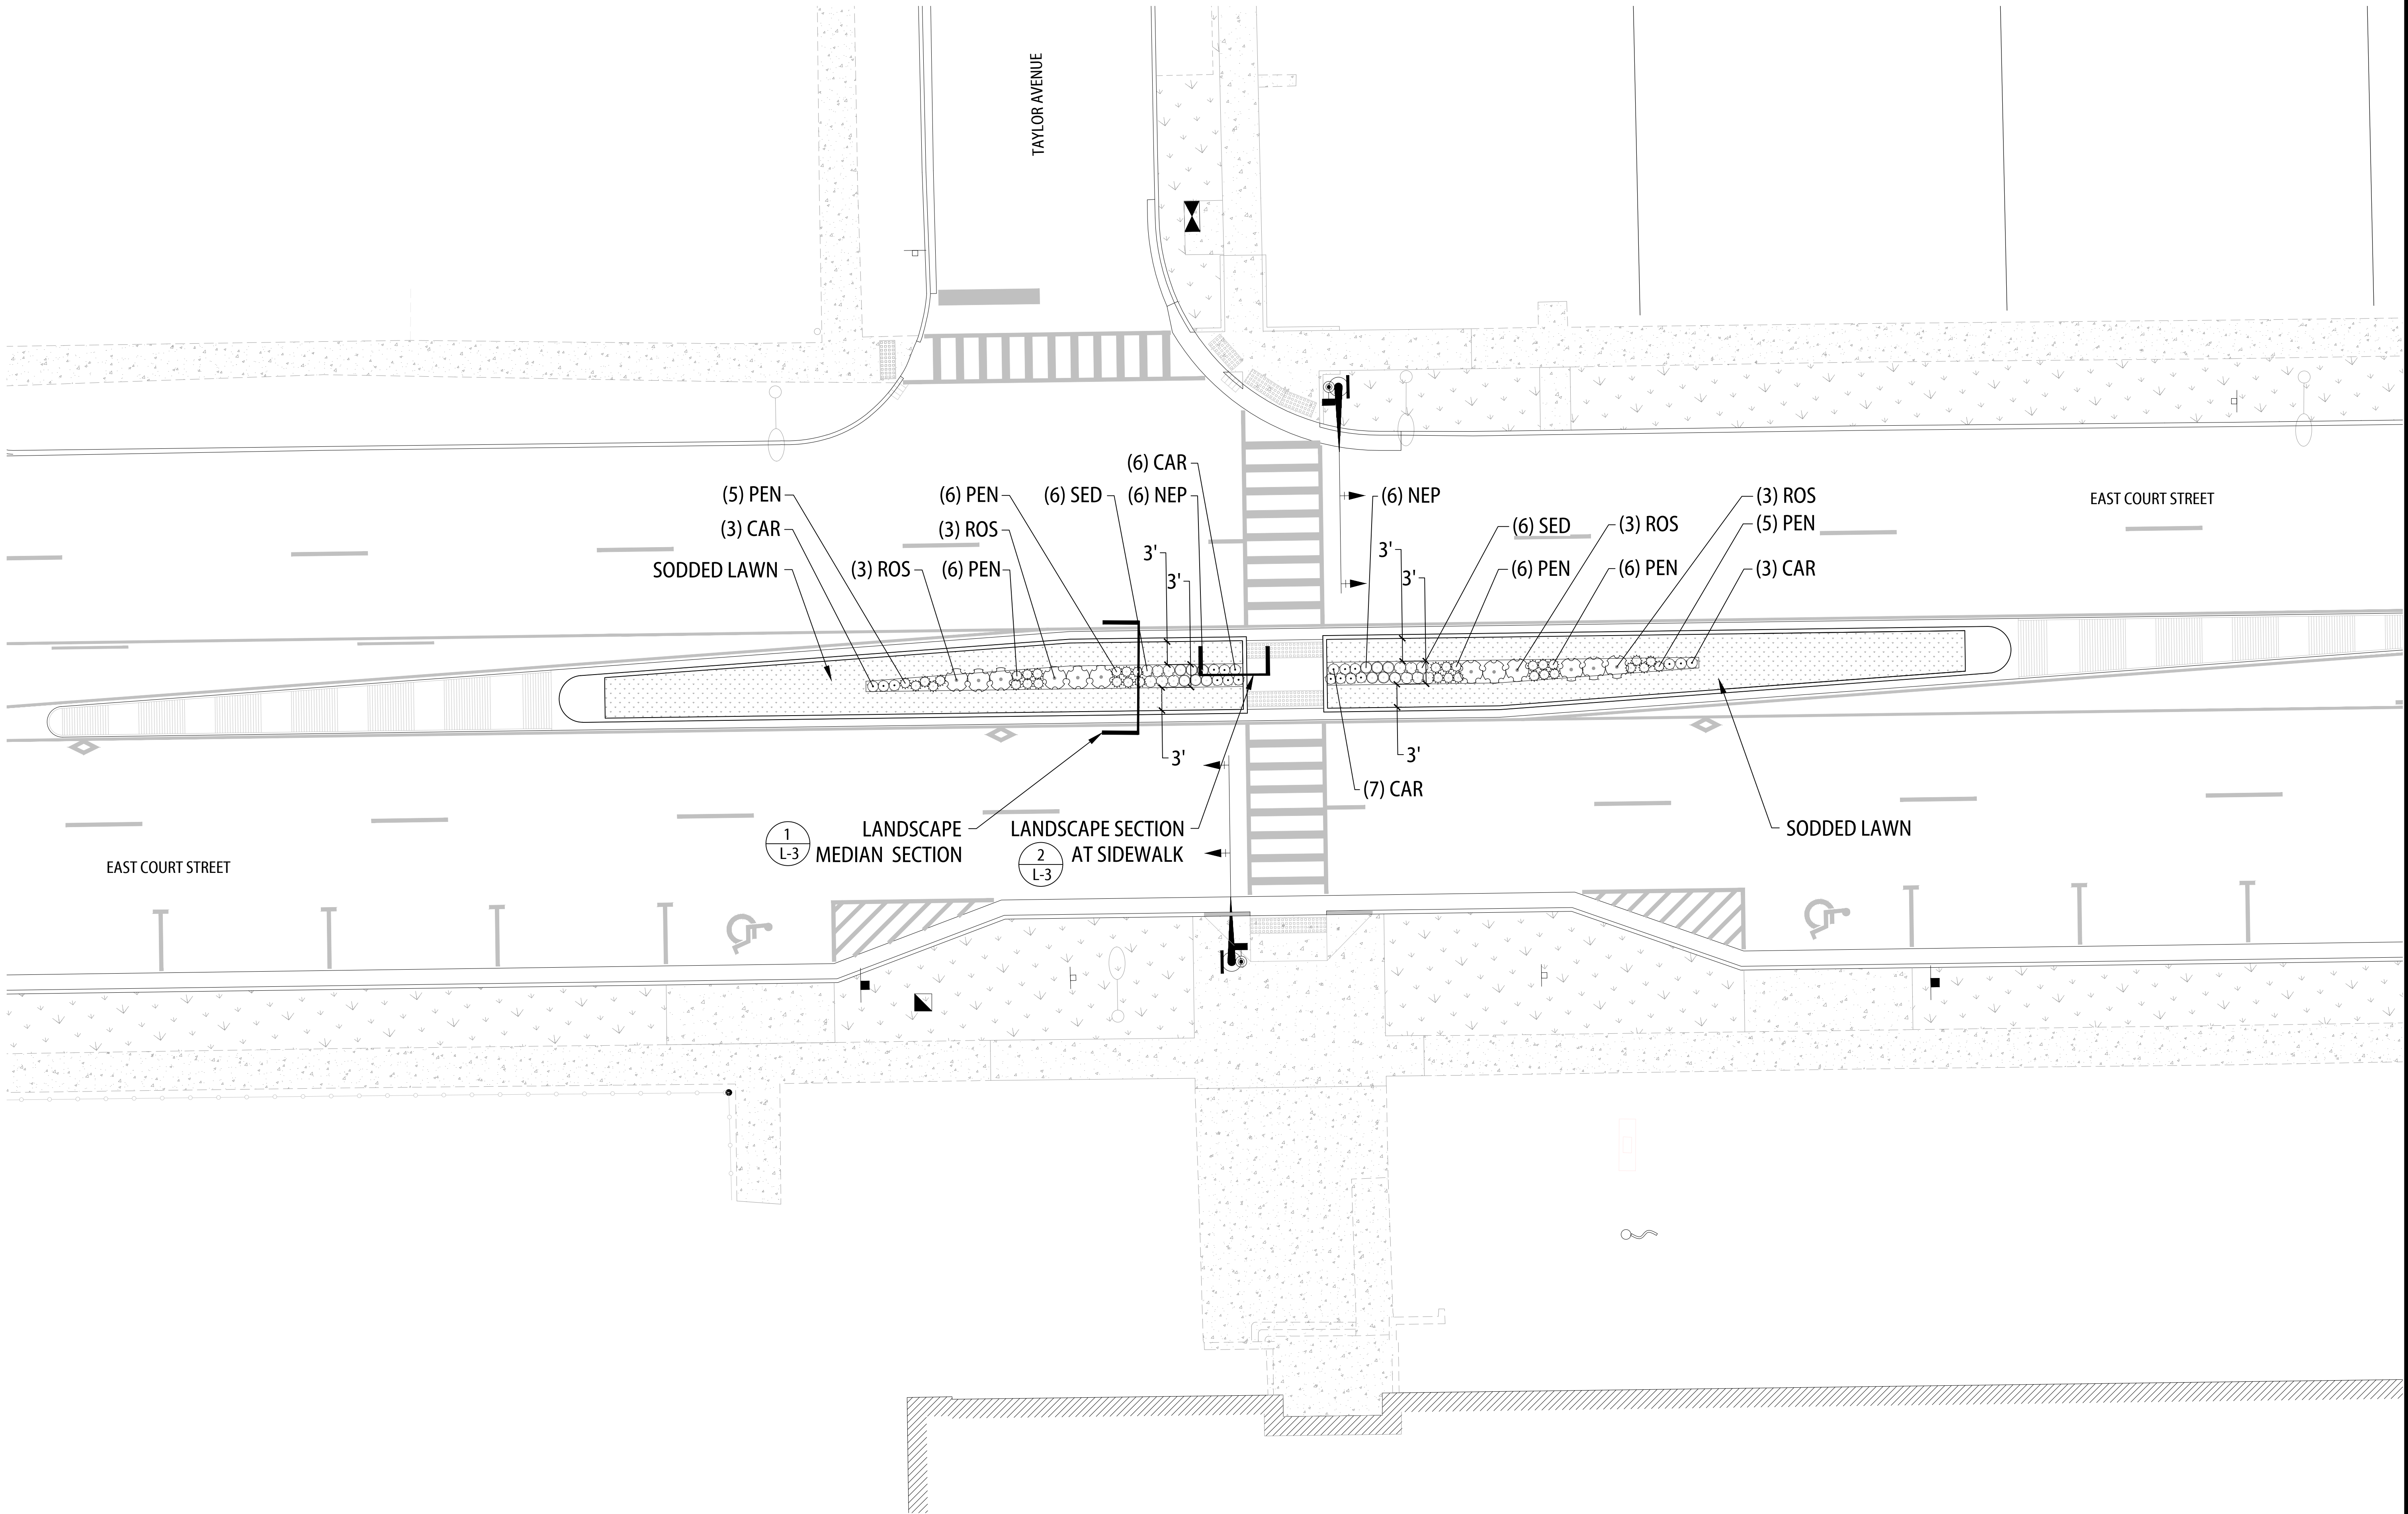 TAYLOR AVENUE
(6) CAR
(5) PEN
(6) PEN
(6) SED
(6) NEP
(6) NEP
(3) ROS
EAST COURT STREET
(3) CAR
(3) ROS
(6) SED
(3) ROS
(5) PEN
3'
3'
SODDED LAWN
(3) ROS
(6) PEN
3'
3'
(6) PEN
(6) PEN
(3) CAR
3'
3'
(7) CAR
1
L-3
LANDSCAPE
MEDIAN SECTION
2
L-3
LANDSCAPE SECTION
AT SIDEWALK
SODDED LAWN
EAST COURT STREET